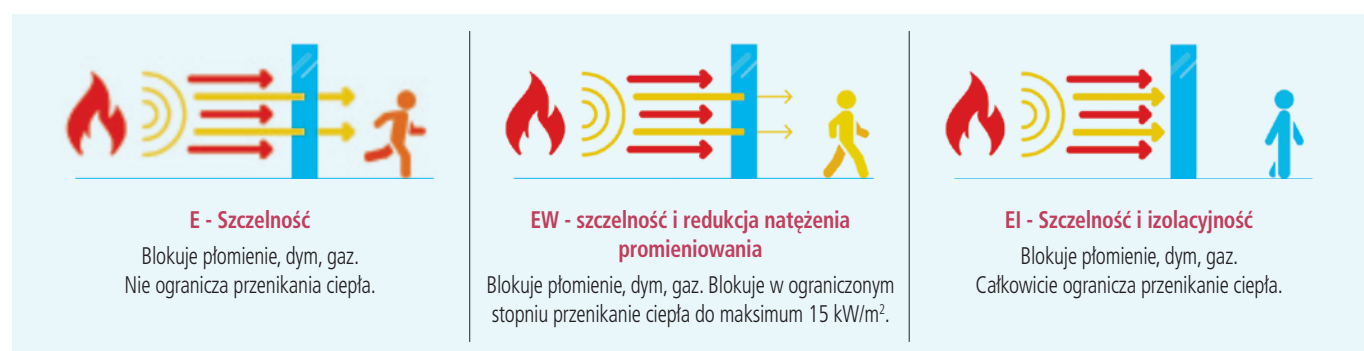 E - Szczelność
Blokuje płomienie, dym, gaz.
Nie ogranicza przenikania ciepła.
EW - szczelność i redukcja natężenia
promieniowania
Blokuje płomienie, dym, gaz. Blokuje w ograniczonym
stopniu przenikanie ciepła do maksimum 15 kW/m².
EI - Szczelność i izolacyjność
Blokuje płomienie, dym, gaz.
Całkowicie ogranicza przenikanie ciepła.